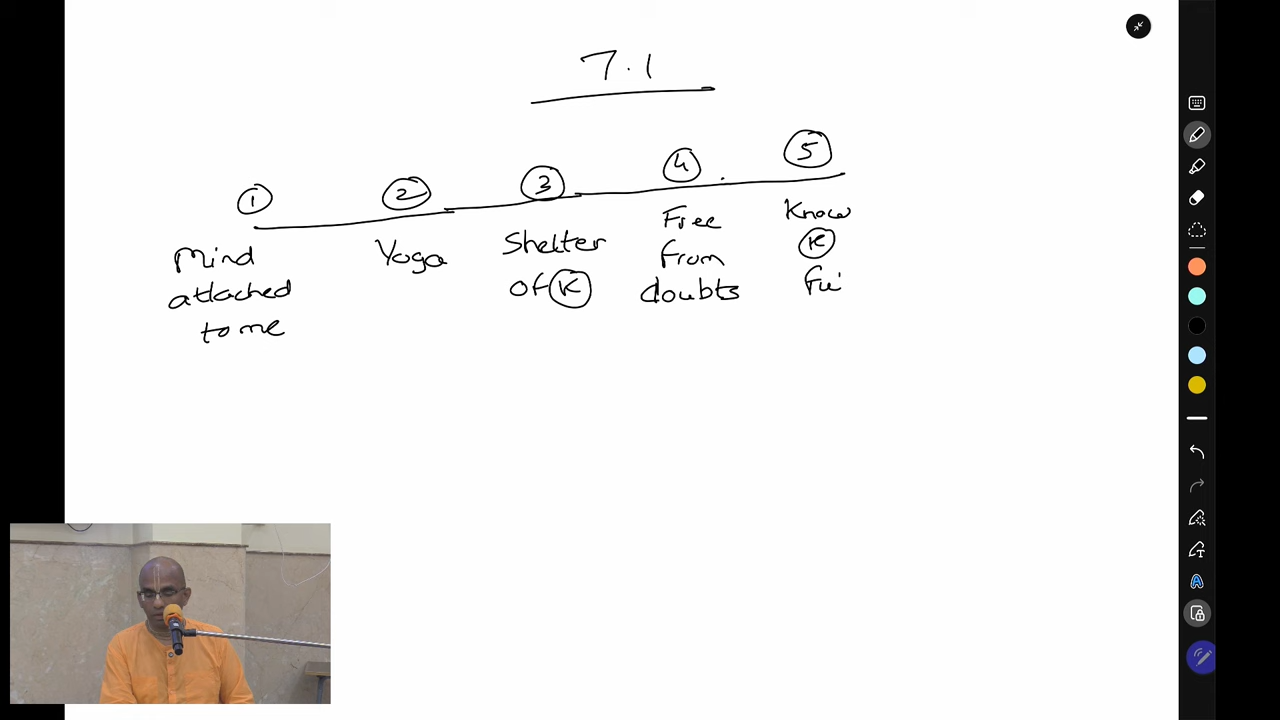 7.1
① ② ③ ④ ⑤
Mind
attached
to me
Yoga
Shelter
of Ⓚ
Free
From
doubts
Know
Ⓚ